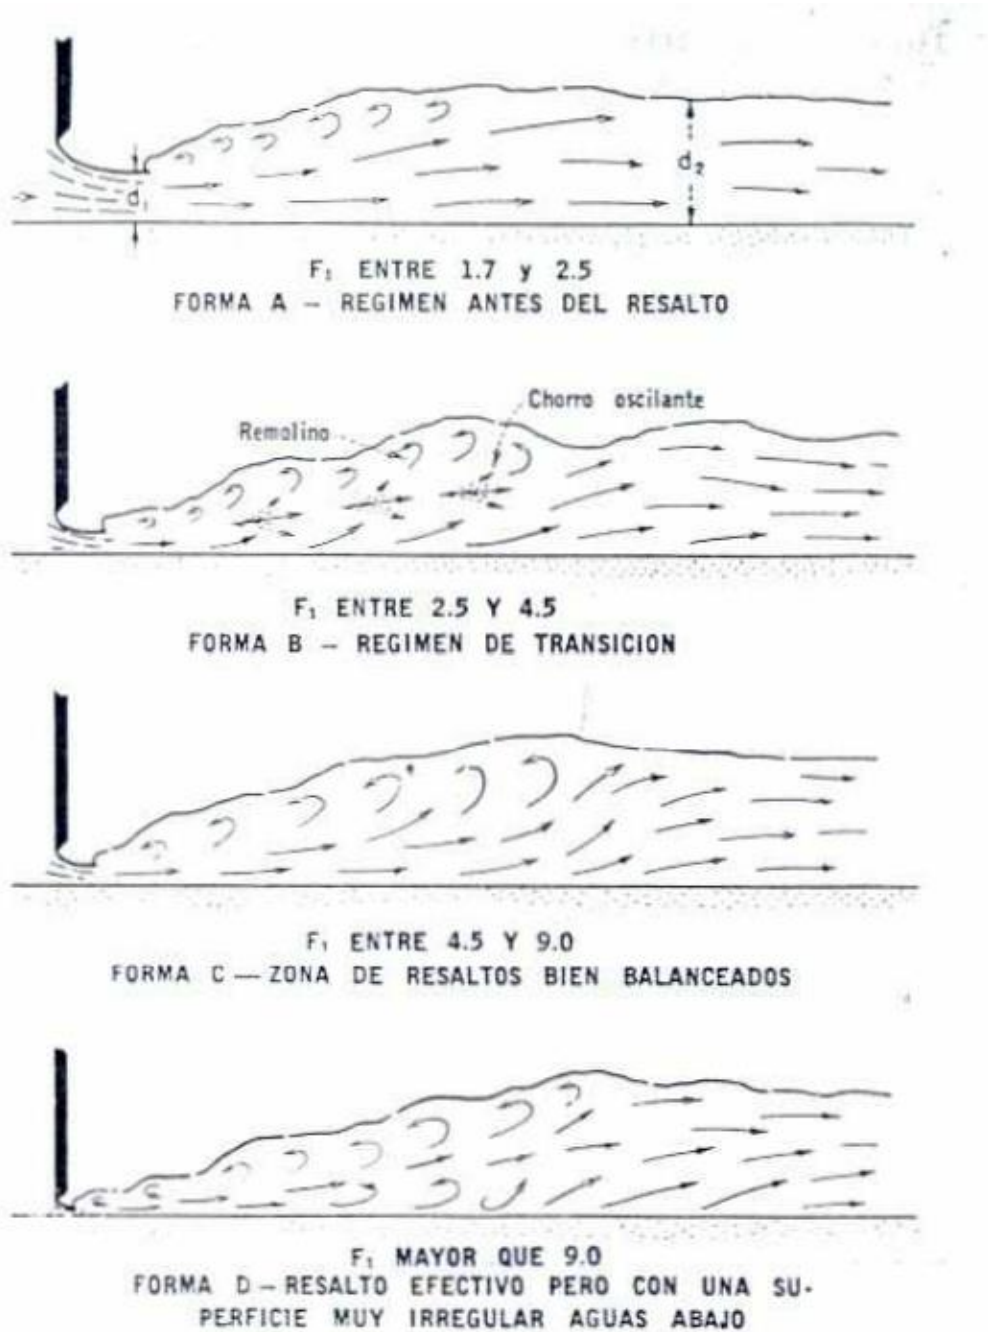 d₁
d₂
F₁ ENTRE 1.7 y 2.5
FORMA A — REGIMEN ANTES DEL RESALTO
Chorro oscilante
Remolino
F₁ ENTRE 2.5 Y 4.5
FORMA B — REGIMEN DE TRANSICION
F₁ ENTRE 4.5 Y 9.0
FORMA C — ZONA DE RESALTOS BIEN BALANCEADOS
F₁ MAYOR QUE 9.0
FORMA D — RESALTO EFECTIVO PERO CON UNA SU-
PERFICIE MUY IRREGULAR AGUAS ABAJO